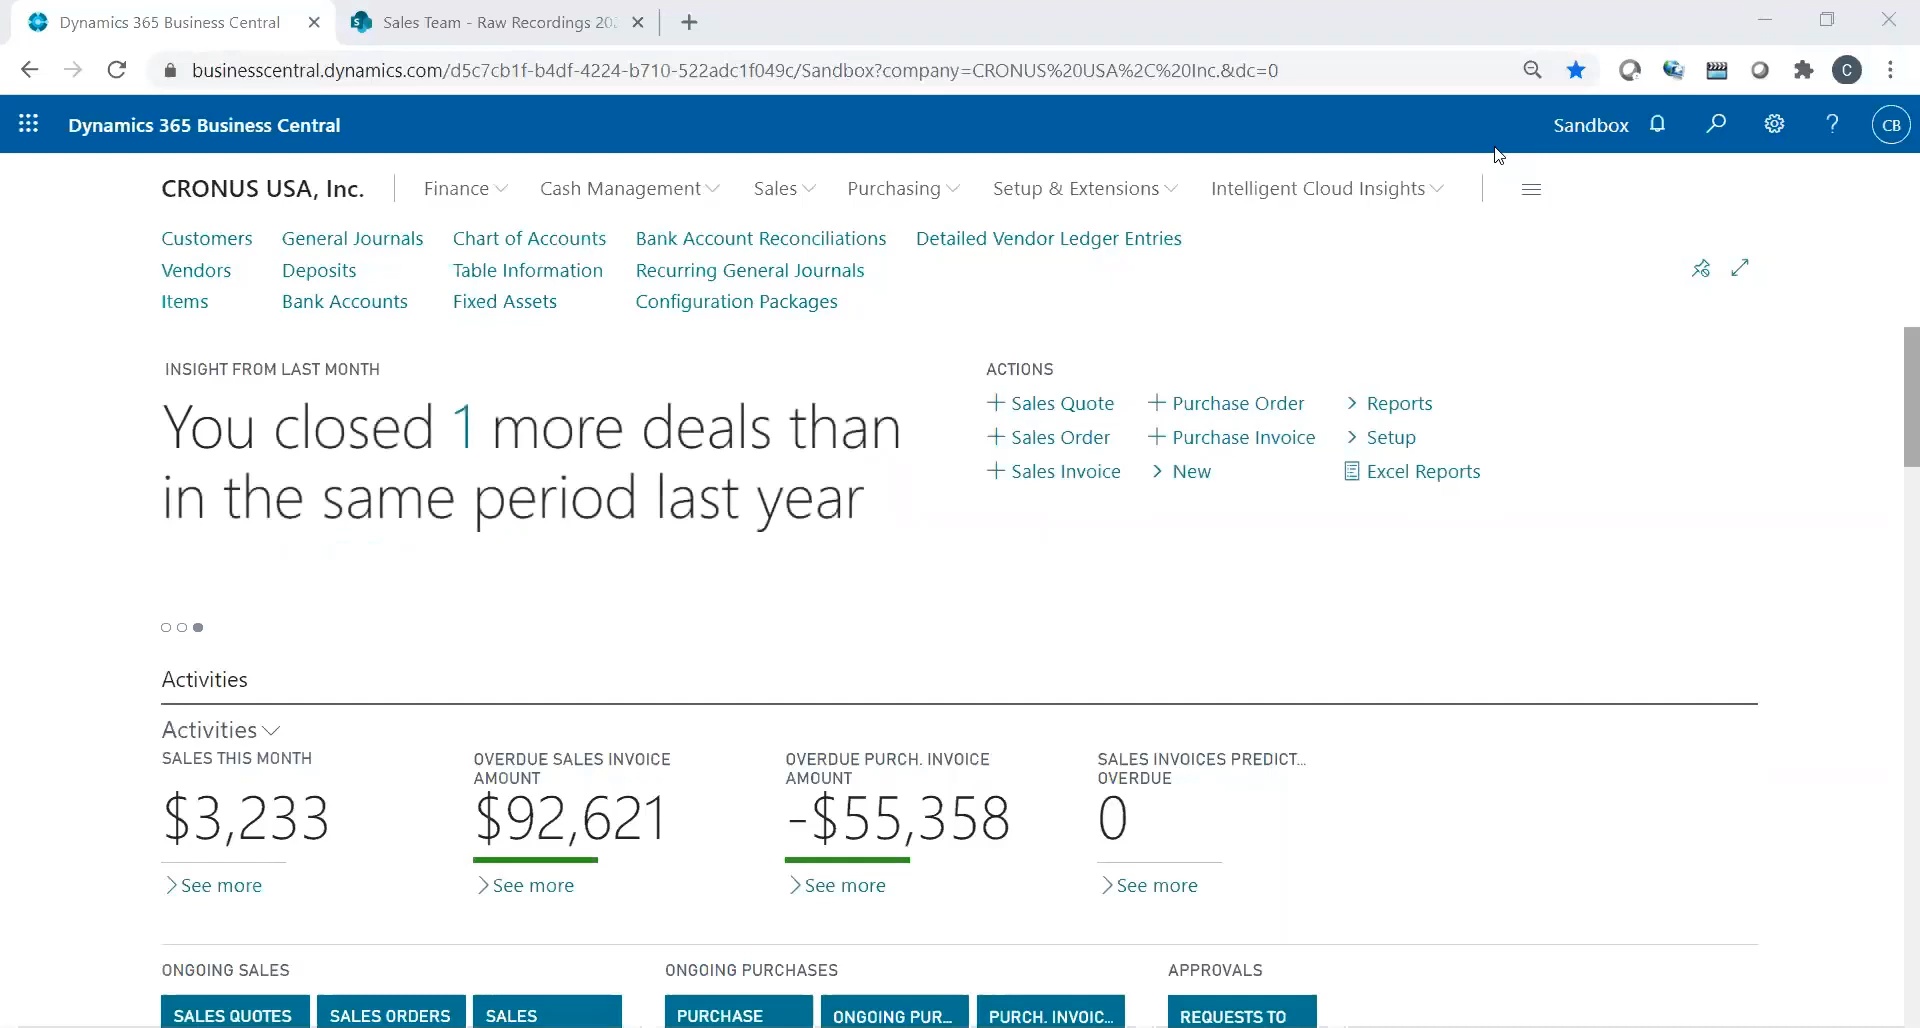 Dynamics 365 Business Central
Sales Team - Raw Recordings 20
businesscentral.dynamics.com/d5c7cb1f-b4df-4224-b710-522adc1f049c/Sandbox?company=CRONUS%20USA%2C%20Inc.&dc=0
C
Dynamics 365 Business Central
Sandbox
?
CB
CRONUS USA, Inc.
Finance
Cash Management
Sales
Purchasing
Setup & Extensions
Intelligent Cloud Insights
Customers
General Journals
Chart of Accounts
Bank Account Reconciliations
Detailed Vendor Ledger Entries
Vendors
Deposits
Table Information
Recurring General Journals
Items
Bank Accounts
Fixed Assets
Configuration Packages
INSIGHT FROM LAST MONTH
You closed 1 more deals than
in the same period last year
ACTIONS
+ Sales Quote
+ Purchase Order
> Reports
+ Sales Order
+ Purchase Invoice
> Setup
+ Sales Invoice
> New
Excel Reports
Activities
Activities
SALES THIS MONTH
$3,233
> See more
OVERDUE SALES INVOICE
AMOUNT
$92,621
> See more
OVERDUE PURCH. INVOICE
AMOUNT
-$55,358
> See more
SALES INVOICES PREDICT...
OVERDUE
0
> See more
ONGOING SALES
SALES QUOTES
SALES ORDERS
SALES
ONGOING PURCHASES
PURCHASE
ONGOING PUR...
PURCH. INVOIC...
APPROVALS
REQUESTS TO